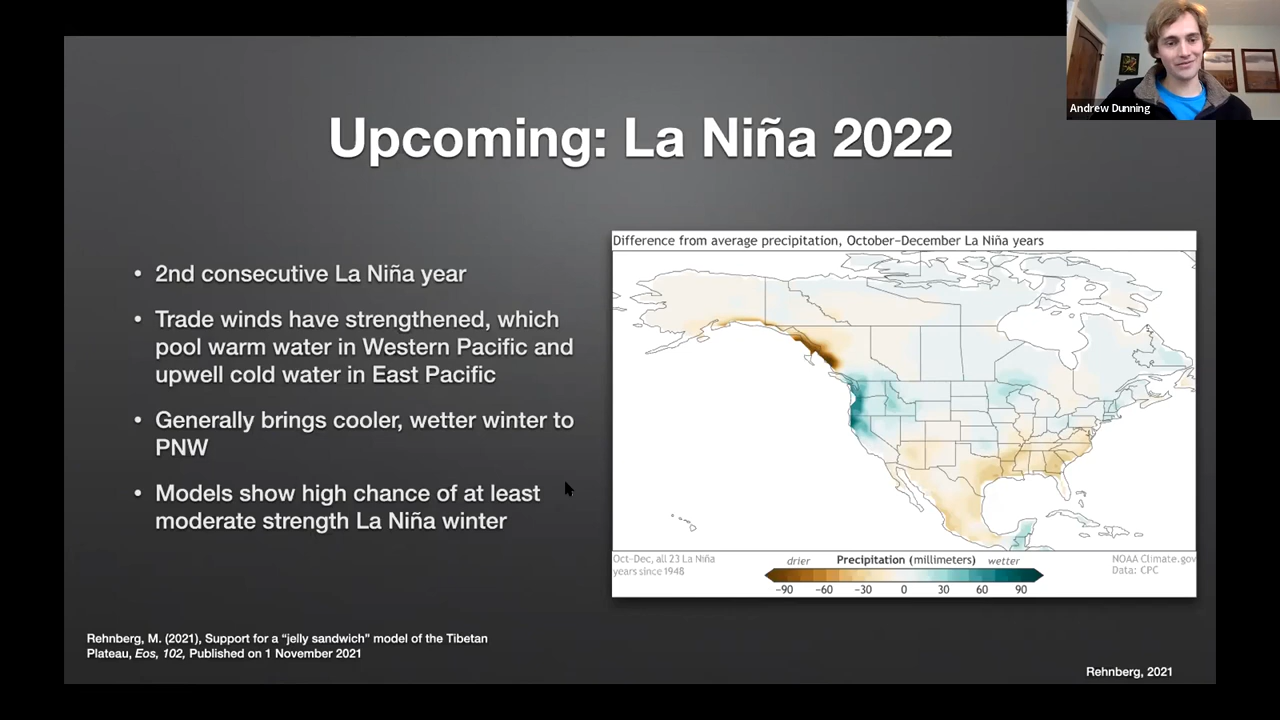 Andrew Dunning
Upcoming: La Niña 2022
• 2nd consecutive La Niña year
• Trade winds have strengthened, which
pool warm water in Western Pacific and
upwell cold water in East Pacific
• Generally brings cooler, wetter winter to
PNW
• Models show high chance of at least
moderate strength La Niña winter
Difference from average precipitation, October–December La Niña years
Oct-Dec, all 23 La Niña
years since 1948
drier Precipitation (millimeters) wetter
−90 −60 −30 0 30 60 90
NOAA Climate.gov
Data: CPC
Rehnberg, M. (2021), Support for a “jelly sandwich” model of the Tibetan
Plateau, Eos, 102, Published on 1 November 2021
Rehnberg, 2021